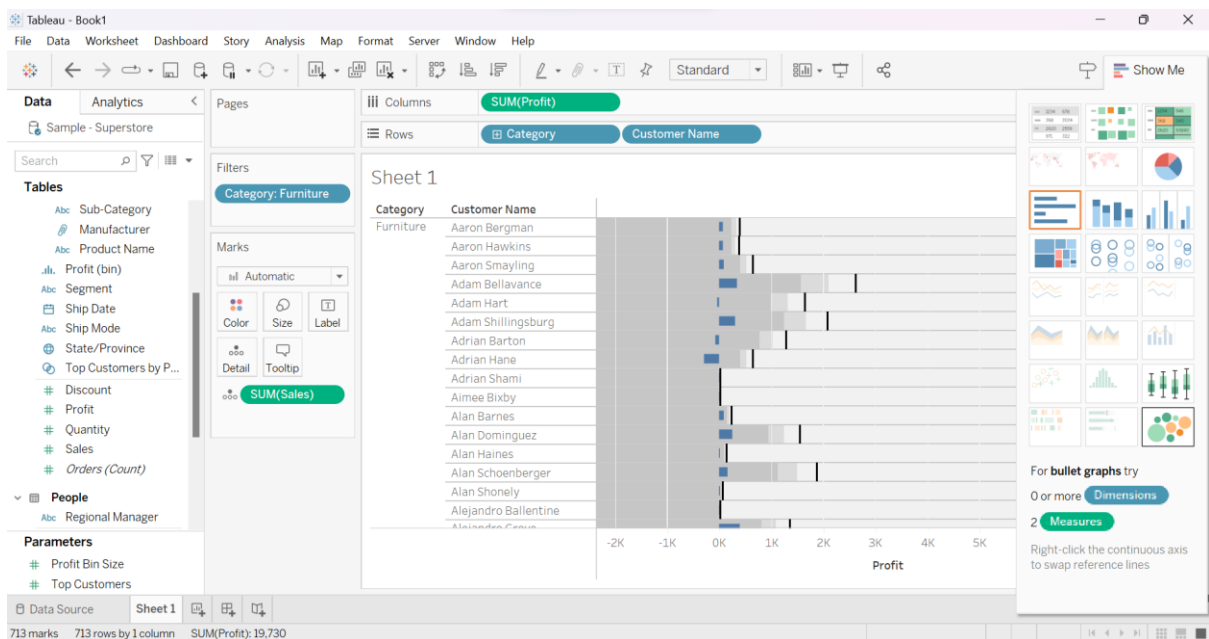 Tableau - Book1
File Data Worksheet Dashboard Story Analysis Map Format Server Window Help
Standard
Show Me
Data Analytics
Sample - Superstore
Search
Tables
Abc Sub-Category
Manufacturer
Abc Product Name
Profit (bin)
Abc Segment
Ship Date
Abc Ship Mode
State/Province
Top Customers by P...
# Discount
# Profit
# Quantity
# Sales
# Orders (Count)
People
Abc Regional Manager
Parameters
# Profit Bin Size
# Top Customers
Pages
Filters
Category: Furniture
Marks
Automatic
Color Size Label
Detail Tooltip
SUM(Sales)
Columns SUM(Profit)
Rows Category Customer Name
Sheet 1
Category Customer Name
Furniture Aaron Bergman
Aaron Hawkins
Aaron Smayling
Adam Bellavance
Adam Hart
Adam Shillingsburg
Adrian Barton
Adrian Hane
Adrian Shami
Aimee Bixby
Alan Barnes
Alan Dominguez
Alan Haines
Alan Schoenberger
Alan Shonely
Alejandro Ballentine
-2K -1K 0K 1K 2K 3K 4K 5K
Profit
For bullet graphs try
0 or more Dimensions
2 Measures
Right-click the continuous axis
to swap reference lines
Data Source Sheet 1
713 marks 713 rows by 1 column SUM(Profit): 19,730